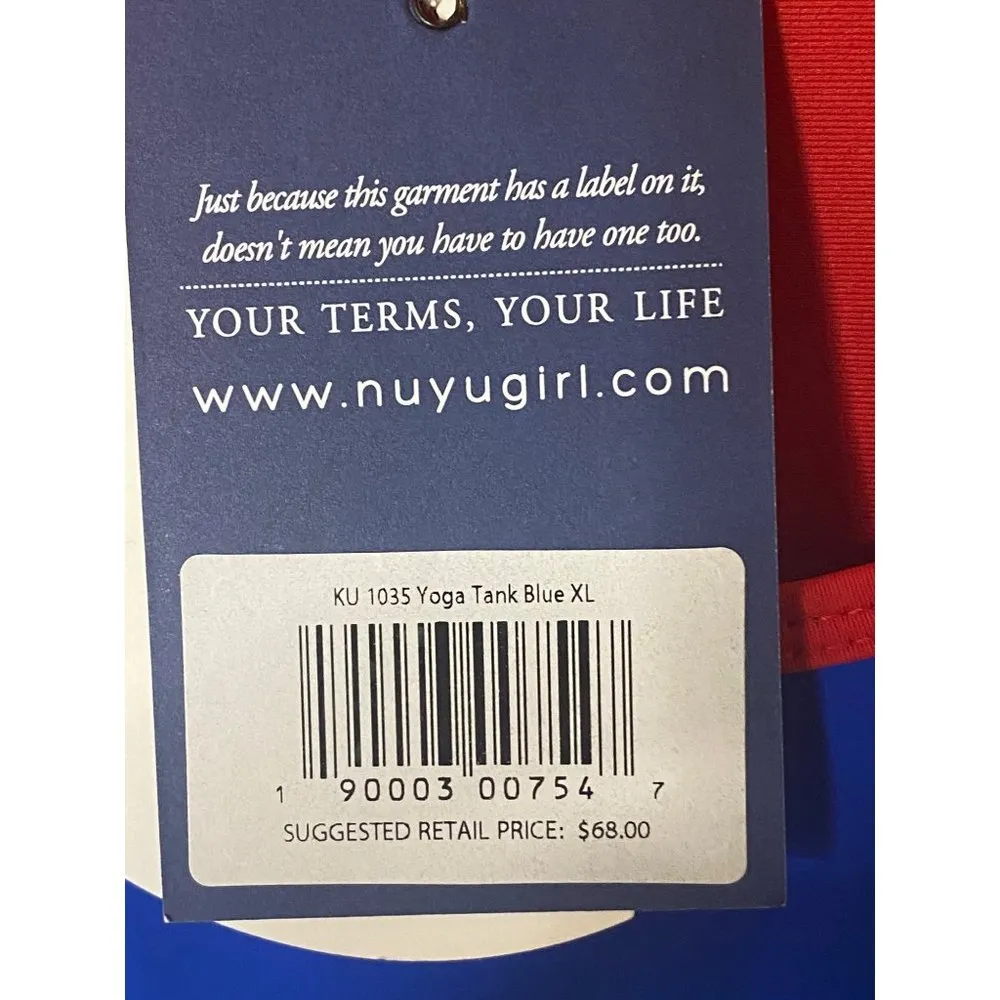 Just because this garment has a label on it,
doesn't mean you have to have one too.
YOUR TERMS, YOUR LIFE
www.nuyugirl.com
KU 1035 Yoga Tank Blue XL
1 90003 00754 7
SUGGESTED RETAIL PRICE: $68.00